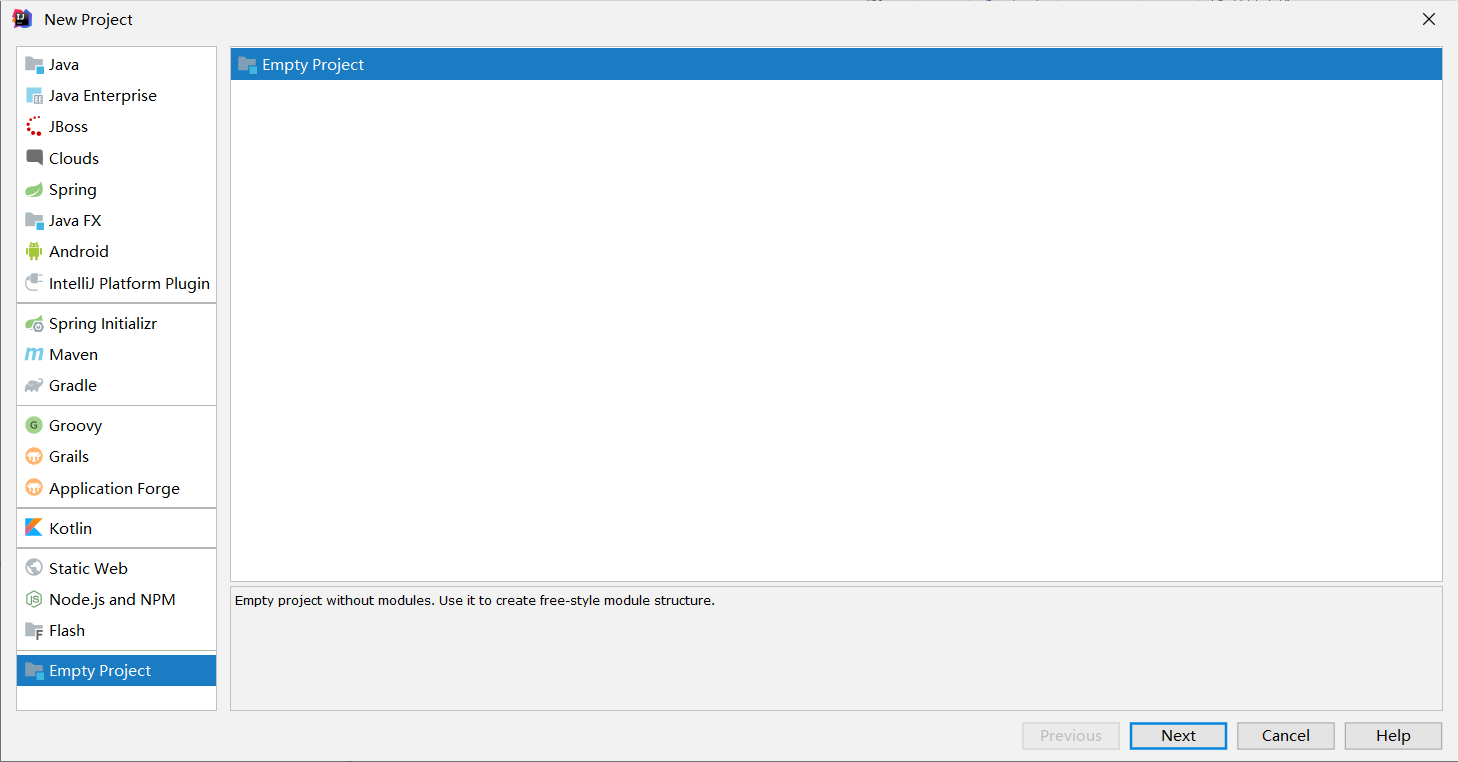 New Project
Java
Java Enterprise
JBoss
Clouds
Spring
Java FX
Android
IntelliJ Platform Plugin
Spring Initializr
Maven
Gradle
Groovy
Grails
Application Forge
Kotlin
Static Web
Node.js and NPM
Flash
Empty Project
Empty Project
Empty project without modules. Use it to create free-style module structure.
Previous Next Cancel Help